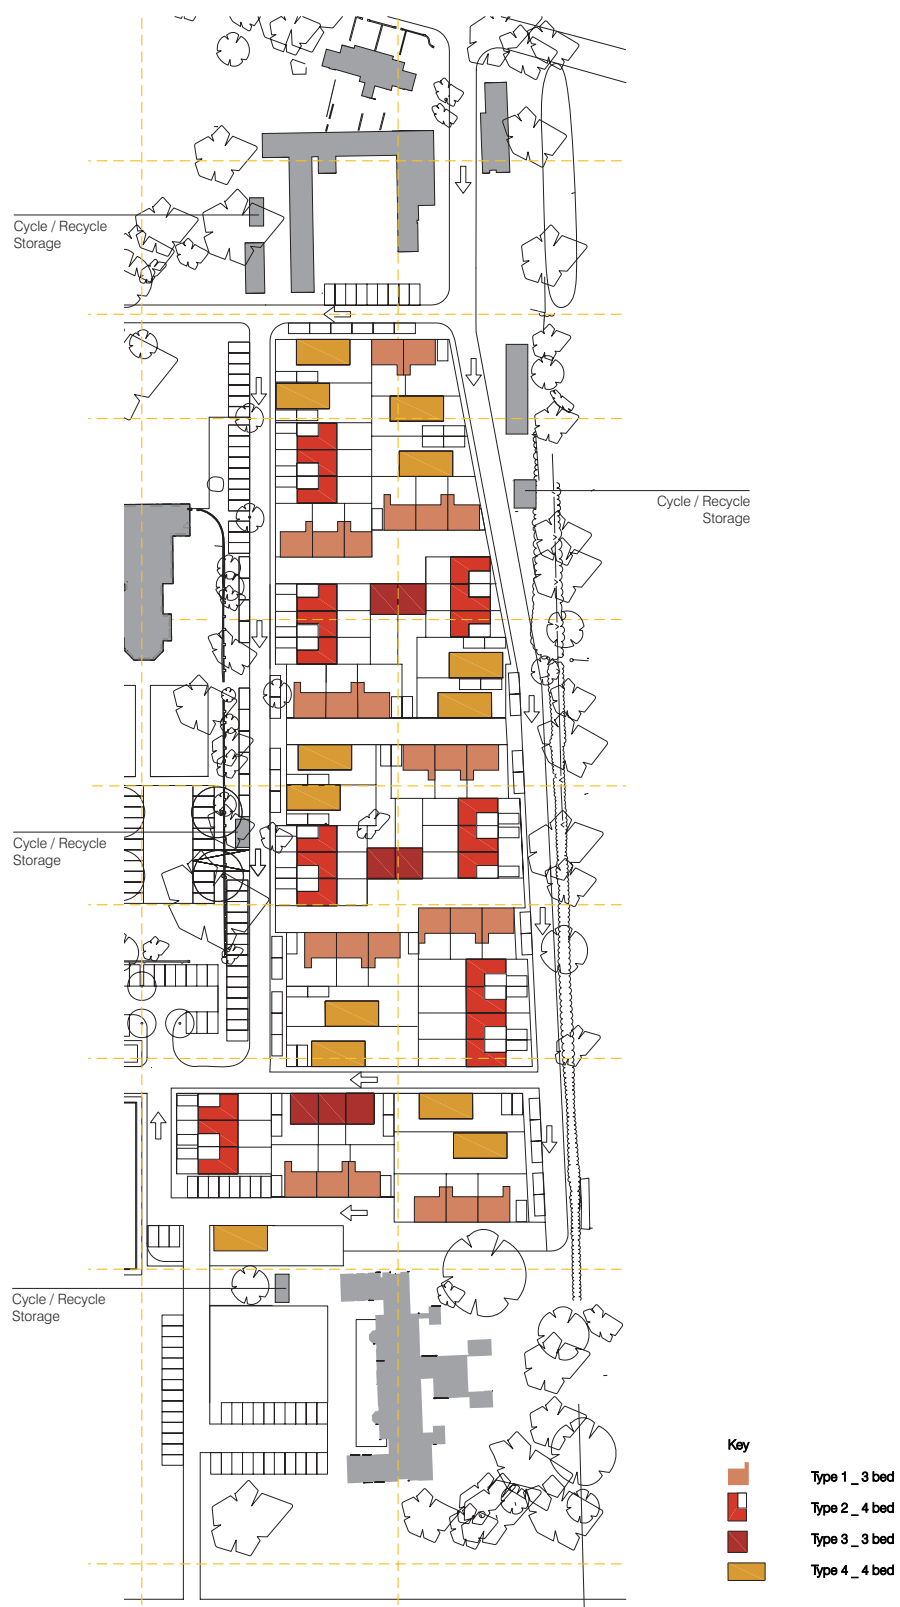 Cycle / Recycle
Storage
Cycle / Recycle
Storage
Cycle / Recycle
Storage
Cycle / Recycle
Storage
Key
Type 1 _ 3 bed
Type 2 _ 4 bed
Type 3 _ 3 bed
Type 4 _ 4 bed